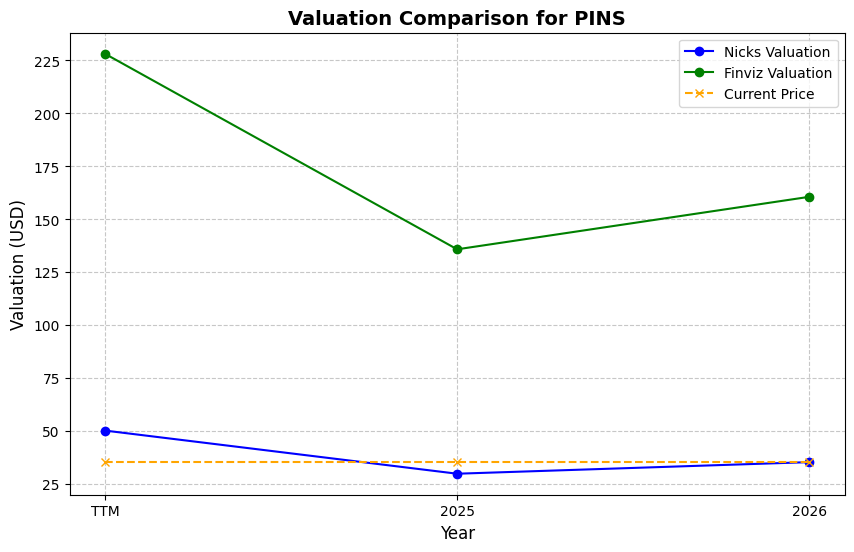 Valuation Comparison for PINS
Nicks Valuation
Finviz Valuation
Current Price
Valuation (USD)
225
200
175
150
125
100
75
50
25
TTM
2025
2026
Year